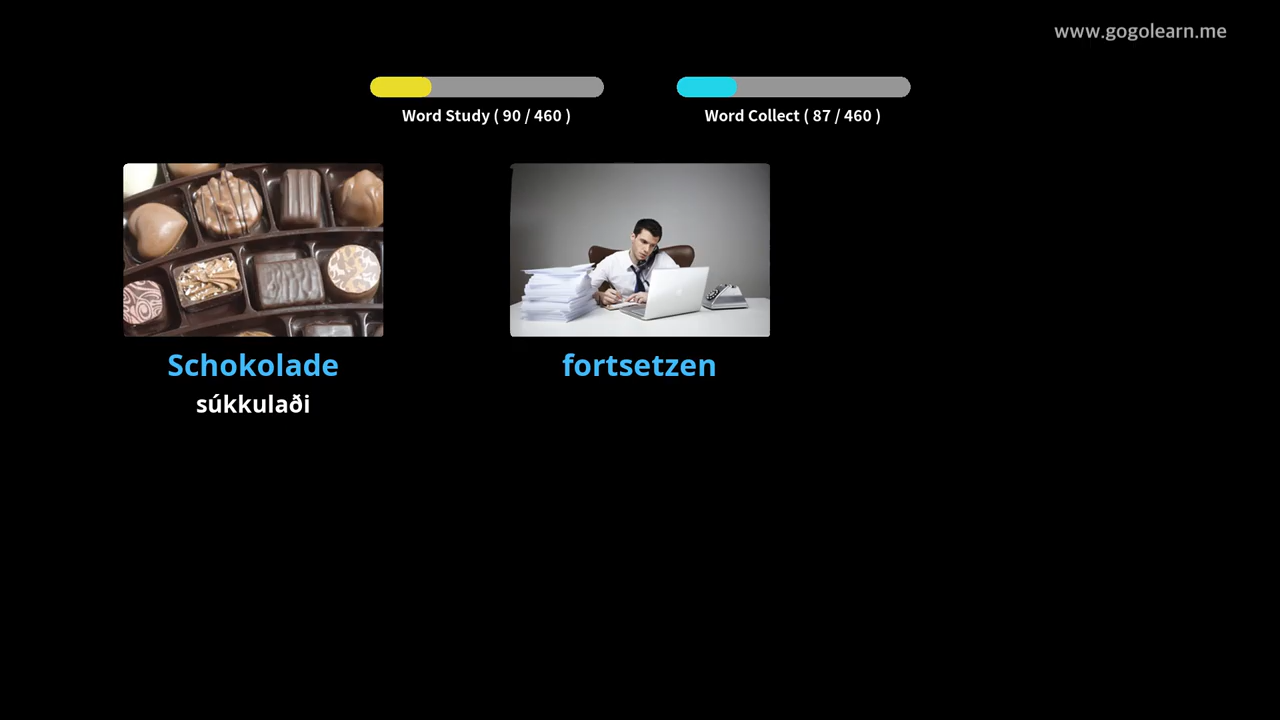 www.gogolearn.me
Word Study ( 90 / 460 )
Word Collect ( 87 / 460 )
Schokolade
súkkulaði
fortsetzen